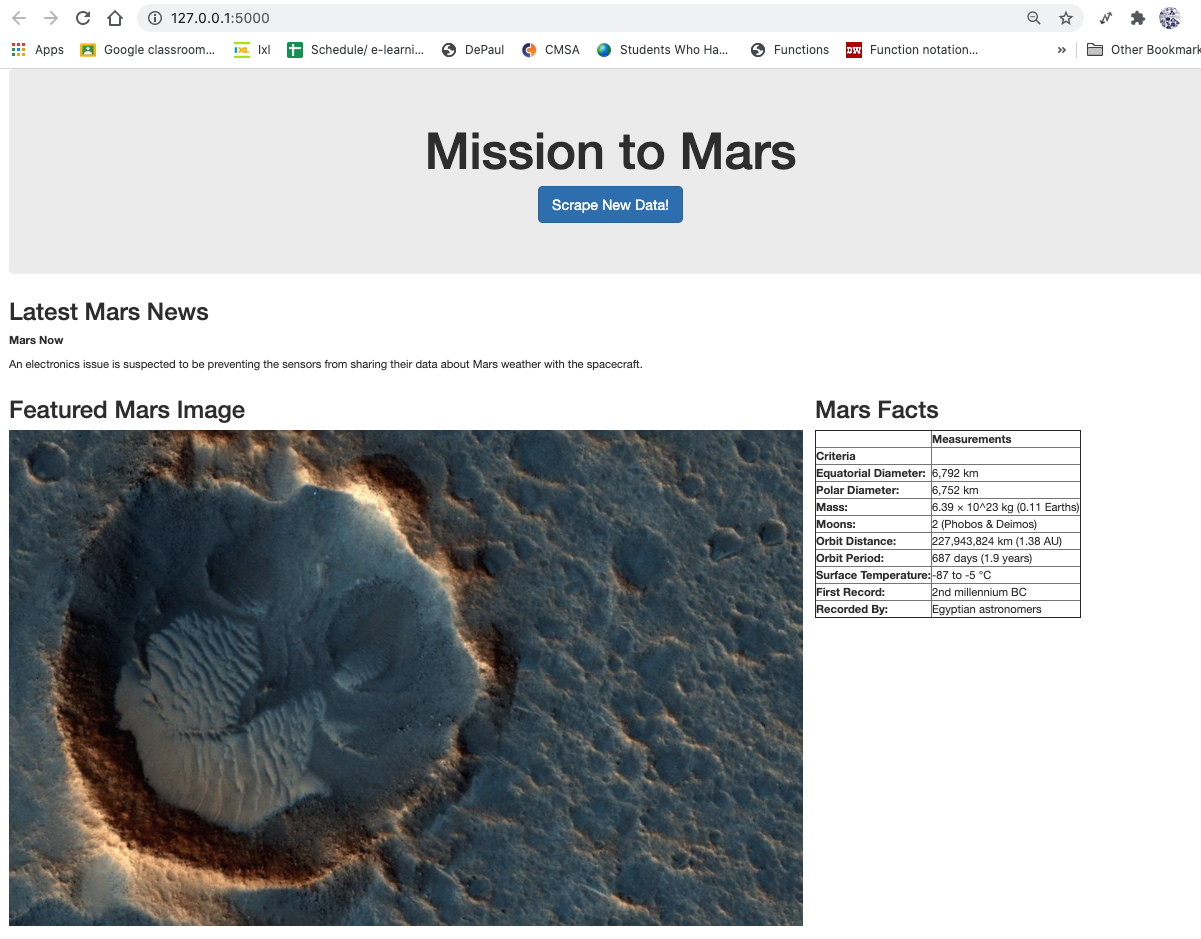 127.0.0.1:5000
Apps Google classroom... Ixl Schedule/ e-learni... DePaul CMSA Students Who Ha... Functions DW Function notation... » Other Bookmark
Mission to Mars
Scrape New Data!
Latest Mars News
Mars Now
An electronics issue is suspected to be preventing the sensors from sharing their data about Mars weather with the spacecraft.
Featured Mars Image
Mars Facts
Measurements
Criteria
Equatorial Diameter: 6,792 km
Polar Diameter: 6,752 km
Mass: 6.39 × 10^23 kg (0.11 Earths)
Moons: 2 (Phobos & Deimos)
Orbit Distance: 227,943,824 km (1.38 AU)
Orbit Period: 687 days (1.9 years)
Surface Temperature: -87 to -5 °C
First Record: 2nd millennium BC
Recorded By: Egyptian astronomers